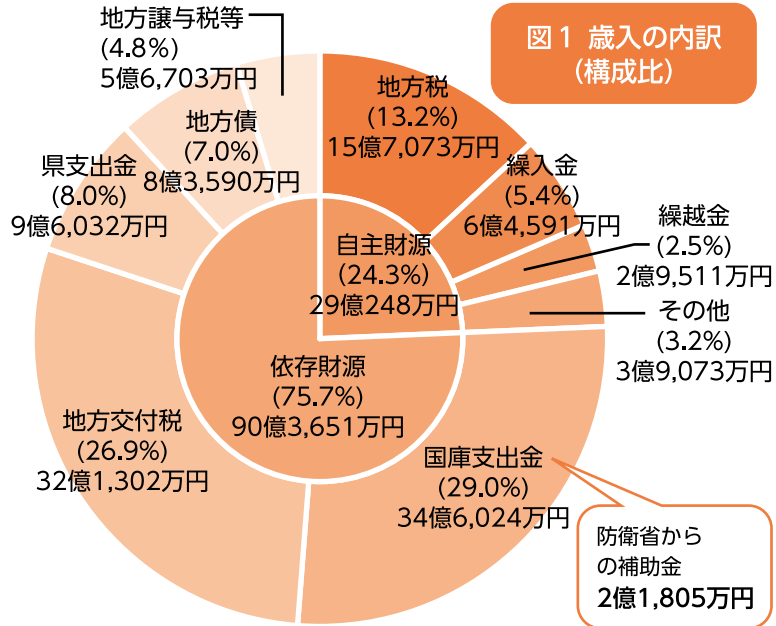 図1 歳入の内訳
(構成比)
地方税
(13.2%)
15億7,073万円
繰入金
(5.4%)
6億4,591万円
繰越金
(2.5%)
2億9,511万円
その他
(3.2%)
3億9,073万円
国庫支出金
(29.0%)
34億6,024万円
防衛省から
の補助金
2億1,805万円
地方交付税
(26.9%)
32億1,302万円
県支出金
(8.0%)
9億6,032万円
地方債
(7.0%)
8億3,590万円
地方譲与税等
(4.8%)
5億6,703万円
自主財源
(24.3%)
29億248万円
依存財源
(75.7%)
90億3,651万円